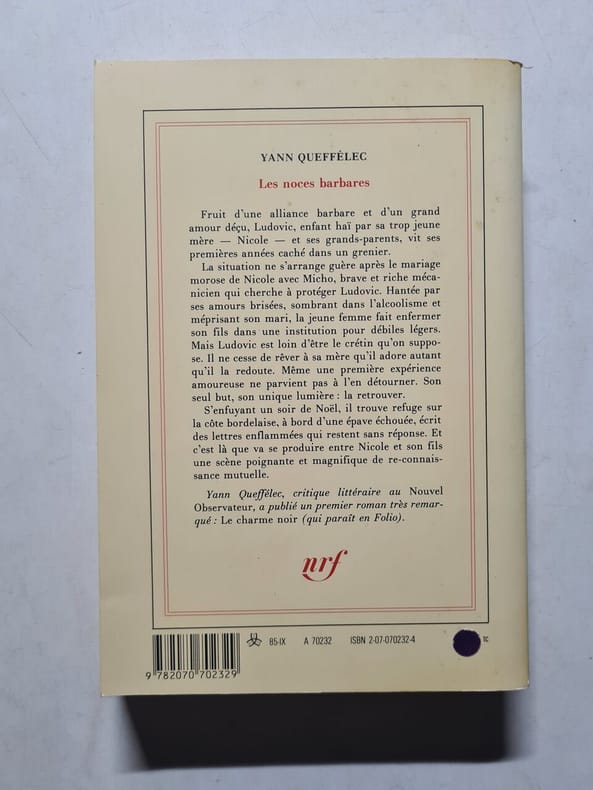 YANN QUEFFÉLEC
Les noces barbares
Fruit d'une alliance barbare et d'un grand
amour déçu, Ludovic, enfant haï par sa trop jeune
mère — Nicole — et ses grands-parents, vit ses
premières années caché dans un grenier.
La situation ne s'arrange guère après le mariage
morose de Nicole avec Micho, brave et riche méca-
nicien qui cherche à protéger Ludovic. Hantée par
ses amours brisées, sombrant dans l'alcoolisme et
méprisant son mari, la jeune femme fait enfermer
son fils dans une institution pour débiles légers.
Mais Ludovic est loin d'être le crétin qu'on suppo-
se. Il ne cesse de rêver à sa mère qu'il adore autant
qu'il la redoute. Même une première expérience
amoureuse ne parvient pas à l'en détourner. Son
seul but, son unique lumière : la retrouver.
S'enfuyant un soir de Noël, il trouve refuge sur
la côte bordelaise, à bord d'une épave échouée, écrit
des lettres enflammées qui restent sans réponse. Et
c'est là que va se produire entre Nicole et son fils
une scène poignante et magnifique de re-connais-
sance mutuelle.
Yann Queffélec, critique littéraire au Nouvel
Observateur, a publié un premier roman très remar-
qué : Le charme noir (qui paraît en Folio).
nrf
85-IX A 70232 ISBN 2-07-070232-4 tc
9 782070 702329